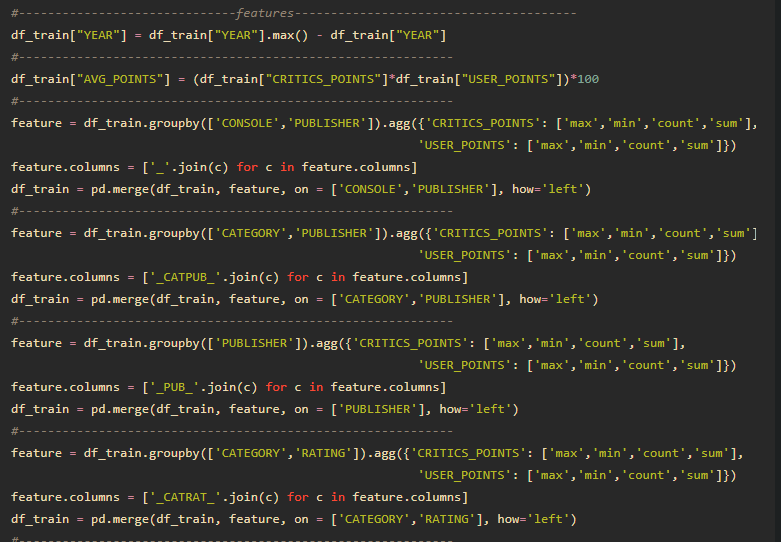 #------------------------------features---------------------------------------
df_train["YEAR"] = df_train["YEAR"].max() - df_train["YEAR"]
#------------------------------------------------------------
df_train["AVG_POINTS"] = (df_train["CRITICS_POINTS"]*df_train["USER_POINTS"])*100
#------------------------------------------------------------
feature = df_train.groupby(['CONSOLE','PUBLISHER']).agg({'CRITICS_POINTS': ['max','min','count','sum'],
'USER_POINTS': ['max','min','count','sum']})
feature.columns = ['_'.join(c) for c in feature.columns]
df_train = pd.merge(df_train, feature, on = ['CONSOLE','PUBLISHER'], how='left')
#------------------------------------------------------------
feature = df_train.groupby(['CATEGORY','PUBLISHER']).agg({'CRITICS_POINTS': ['max','min','count','sum']
'USER_POINTS': ['max','min','count','sum']})
feature.columns = ['_CATPUB_'.join(c) for c in feature.columns]
df_train = pd.merge(df_train, feature, on = ['CATEGORY','PUBLISHER'], how='left')
#------------------------------------------------------------
feature = df_train.groupby(['PUBLISHER']).agg({'CRITICS_POINTS': ['max','min','count','sum'],
'USER_POINTS': ['max','min','count','sum']})
feature.columns = ['_PUB_'.join(c) for c in feature.columns]
df_train = pd.merge(df_train, feature, on = ['PUBLISHER'], how='left')
#------------------------------------------------------------
feature = df_train.groupby(['CATEGORY','RATING']).agg({'CRITICS_POINTS': ['max','min','count','sum'],
'USER_POINTS': ['max','min','count','sum']})
feature.columns = ['_CATRAT_'.join(c) for c in feature.columns]
df_train = pd.merge(df_train, feature, on = ['CATEGORY','RATING'], how='left')
#------------------------------------------------------------